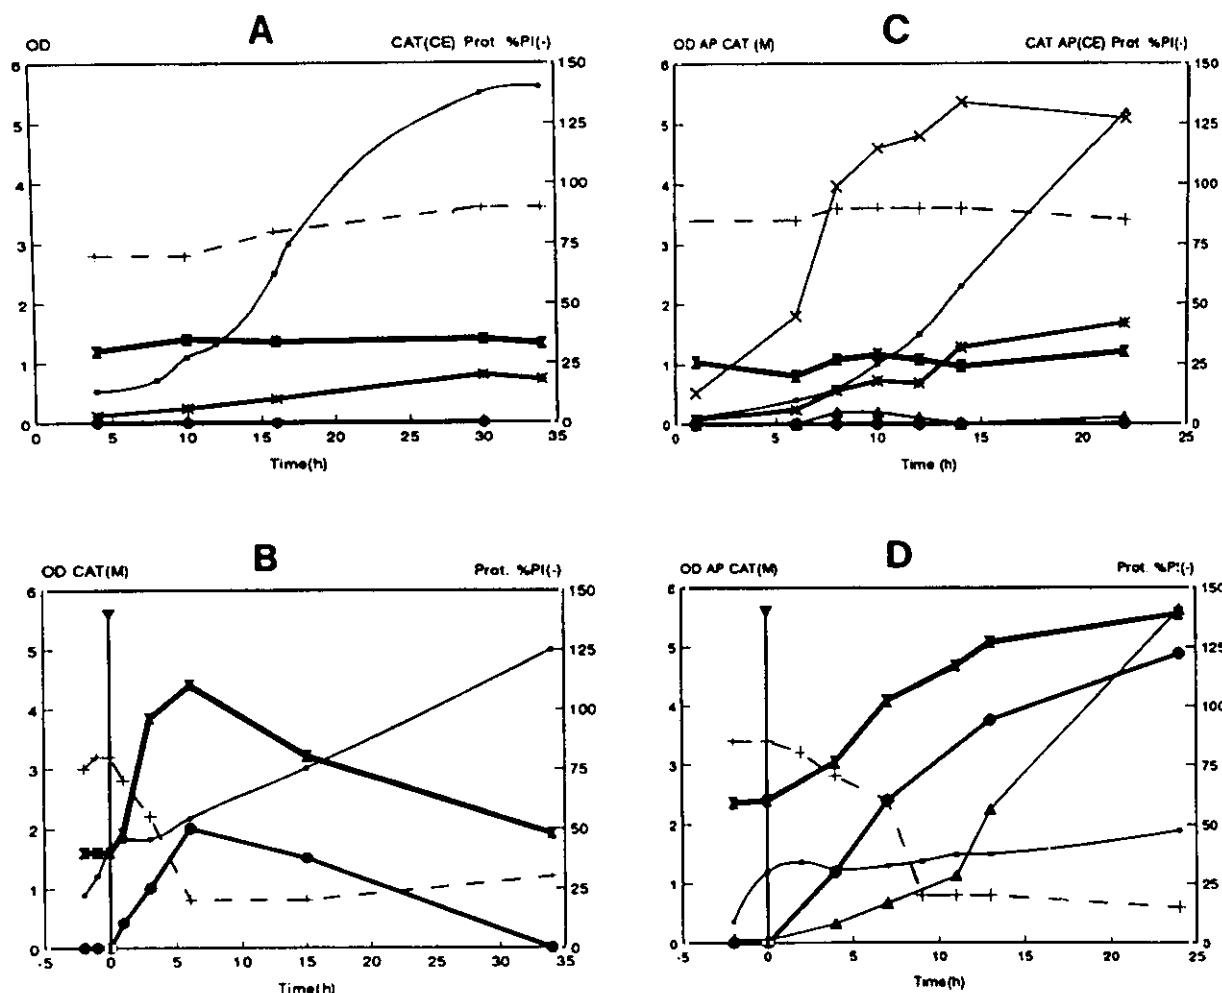 A
OD CAT(CE) Prot. %PI(-)
6 5 4 3 2 1 0
150 125 100 75 50 25 0
0 5 10 15 20 25 30 35
Time(h)
C
OD AP CAT (M) CAT AP(CE) Prot. %PI(-)
6 5 4 3 2 1 0
150 125 100 75 50 25 0
0 5 10 15 20 25
Time (h)
B
OD CAT(M) Prot. %PI(-)
6 5 4 3 2 1 0
150 125 100 75 50 25 0
-5 0 5 10 15 20 25 30 35
Time(h)
D
OD AP CAT(M) Prot. %PI(-)
6 5 4 3 2 1 0
150 125 100 75 50 25 0
-5 0 5 10 15 20 25
Time(h)